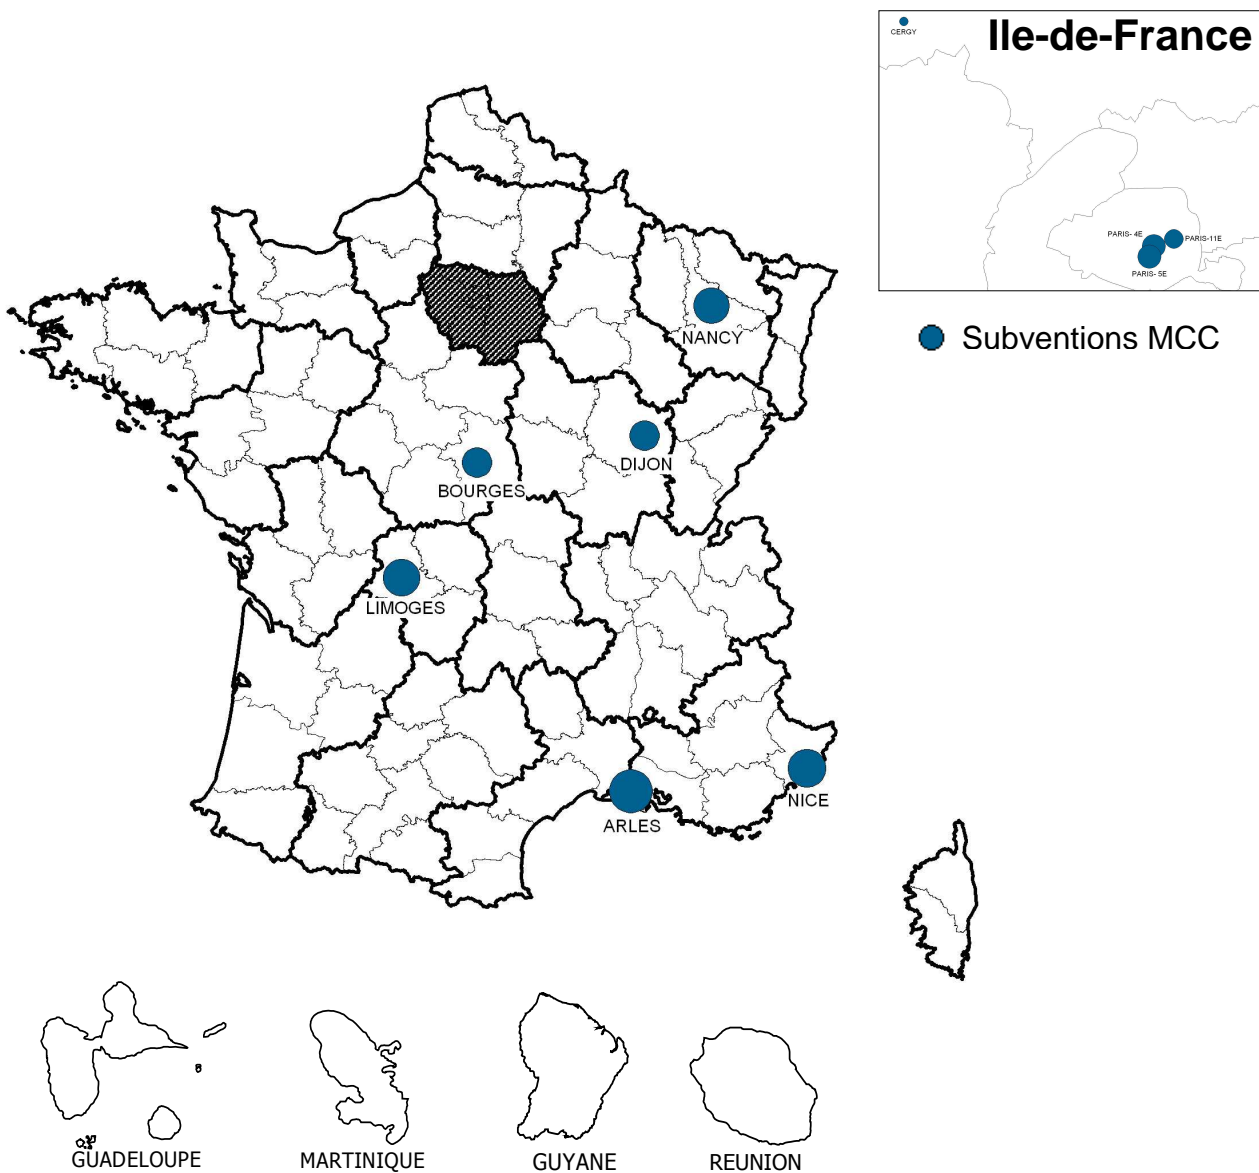 Ile-de-France
CERGY
PARIS- 4E
PARIS-11E
PARIS- 5E
Subventions MCC
NANCY
DIJON
BOURGES
LIMOGES
NICE
ARLES
GUADELOUPE
MARTINIQUE
GUYANE
REUNION